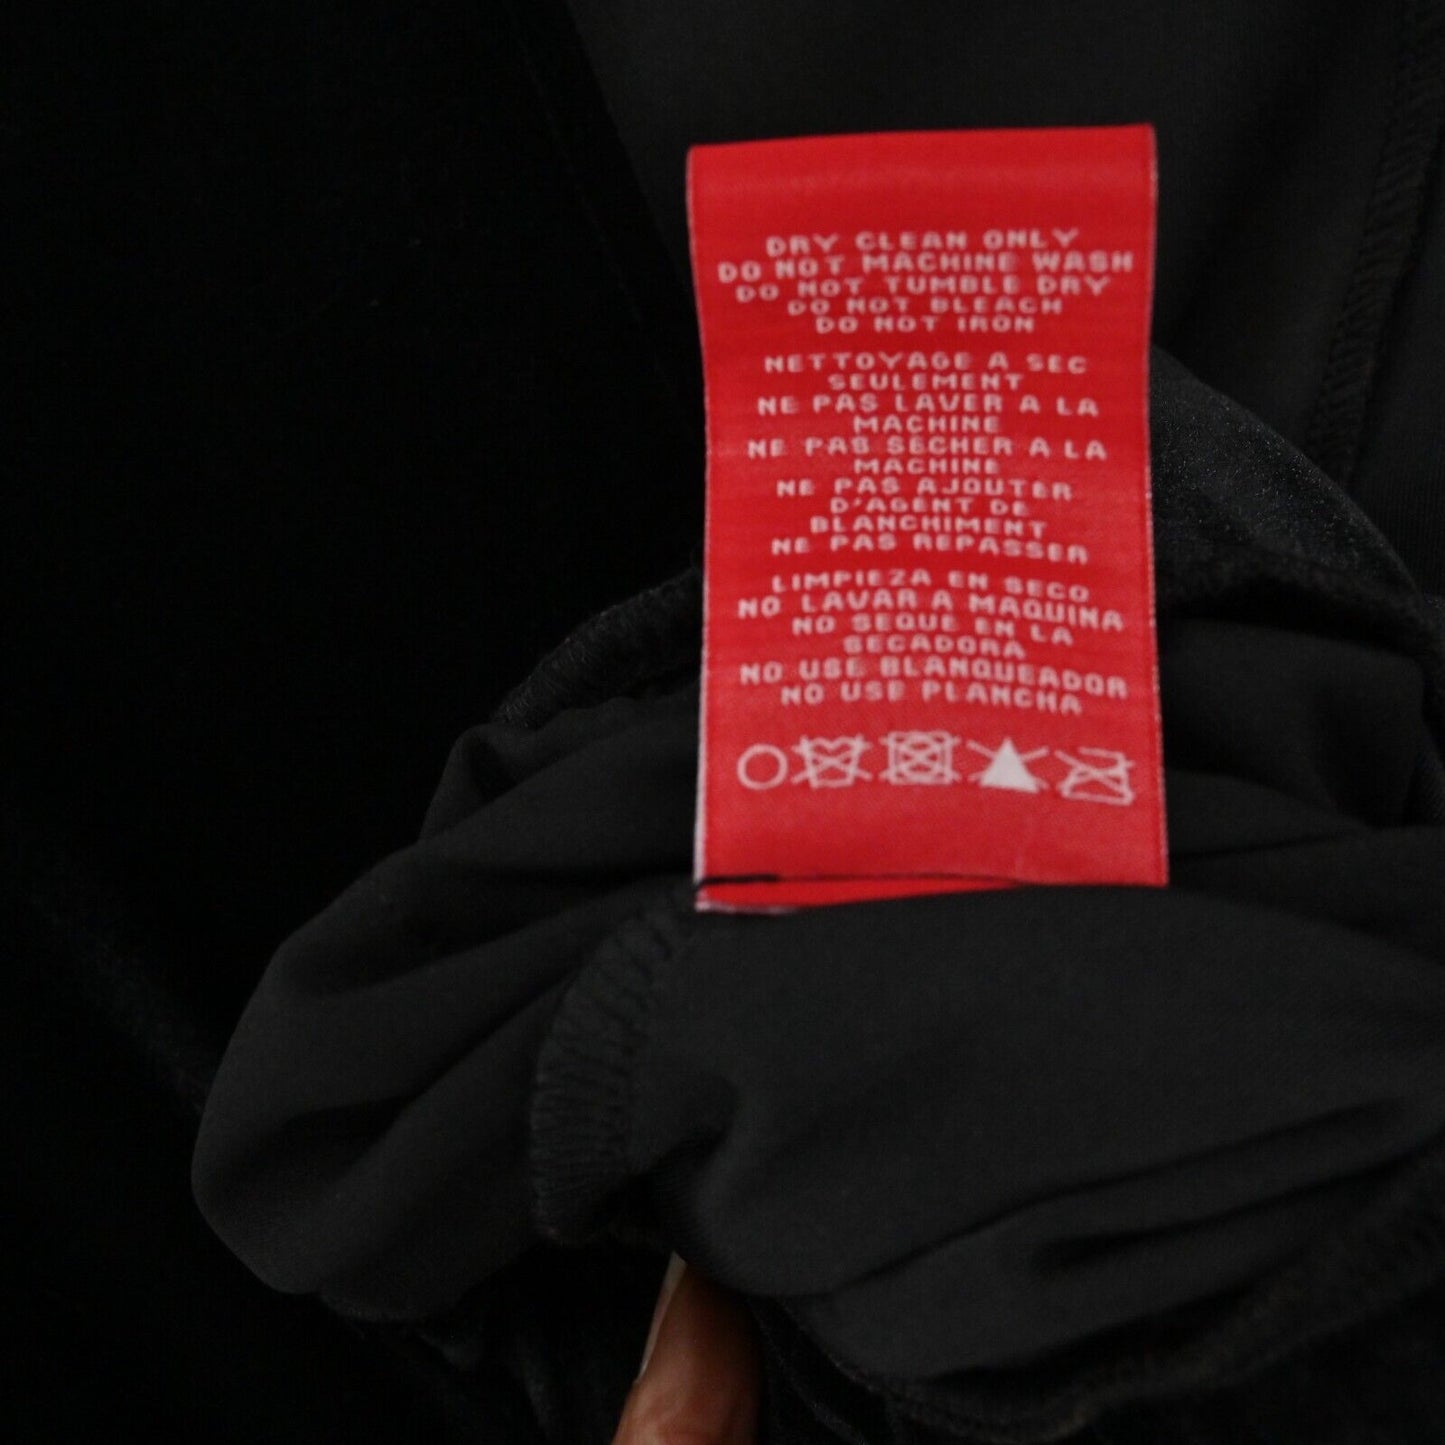 DRY CLEAN ONLY
DO NOT MACHINE WASH
DO NOT TUMBLE DRY
DO NOT BLEACH
DO NOT IRON
NETTOYAGE A SEC
SEULEMENT
NE PAS LAVER A LA
MACHINE
NE PAS SECHER A LA
MACHINE
NE PAS AJOUTER
D'AGENT DE
BLANCHIMENT
NE PAS REPASSER
LIMPIEZA EN SECO
NO LAVAR A MAQUINA
NO SEQUE EN LA
SECADORA
NO USE BLANQUEADOR
NO USE PLANCHA